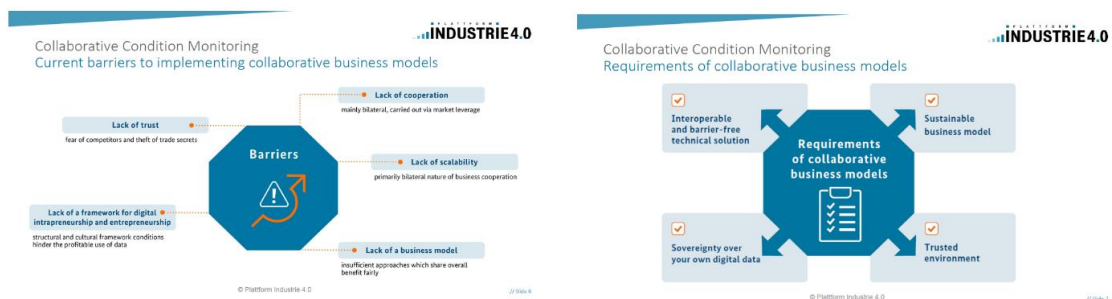 PLATTFORM
INDUSTRIE4.0
Collaborative Condition Monitoring
Current barriers to implementing collaborative business models
Lack of cooperation
mainly bilateral, carried out via market leverage
Lack of trust
fear of competitors and theft of trade secrets
Barriers
Lack of scalability
primarily bilateral nature of business cooperation
Lack of a framework for digital
intrapreneurship and entrepreneurship
structural and cultural framework conditions
hinder the profitable use of data
Lack of a business model
insufficient approaches which share overall
benefit fairly
© Plattform Industrie 4.0
// Slide 6
PLATTFORM
INDUSTRIE4.0
Collaborative Condition Monitoring
Requirements of collaborative business models
Interoperable
and barrier-free
technical solution
Sustainable
business model
Requirements
of collaborative
business models
Sovereignty over
your own digital data
Trusted
environment
© Plattform Industrie 4.0